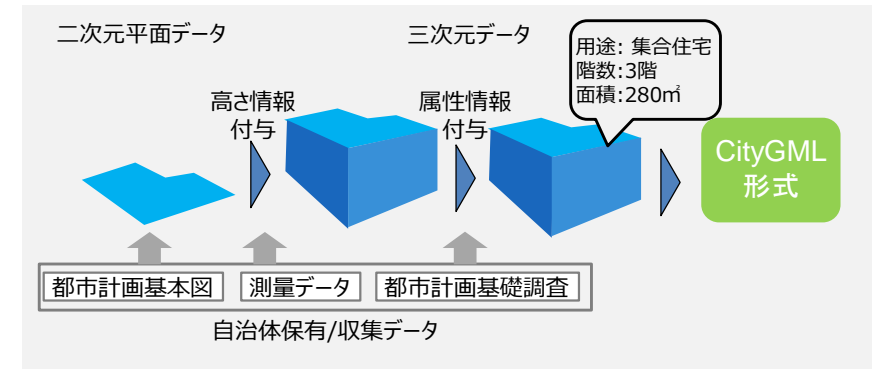 二次元平面データ
三次元データ
用途: 集合住宅
階数:3階
面積:280㎡
高さ情報
付与
属性情報
付与
CityGML
形式
都市計画基本図
測量データ
都市計画基礎調査
自治体保有/収集データ